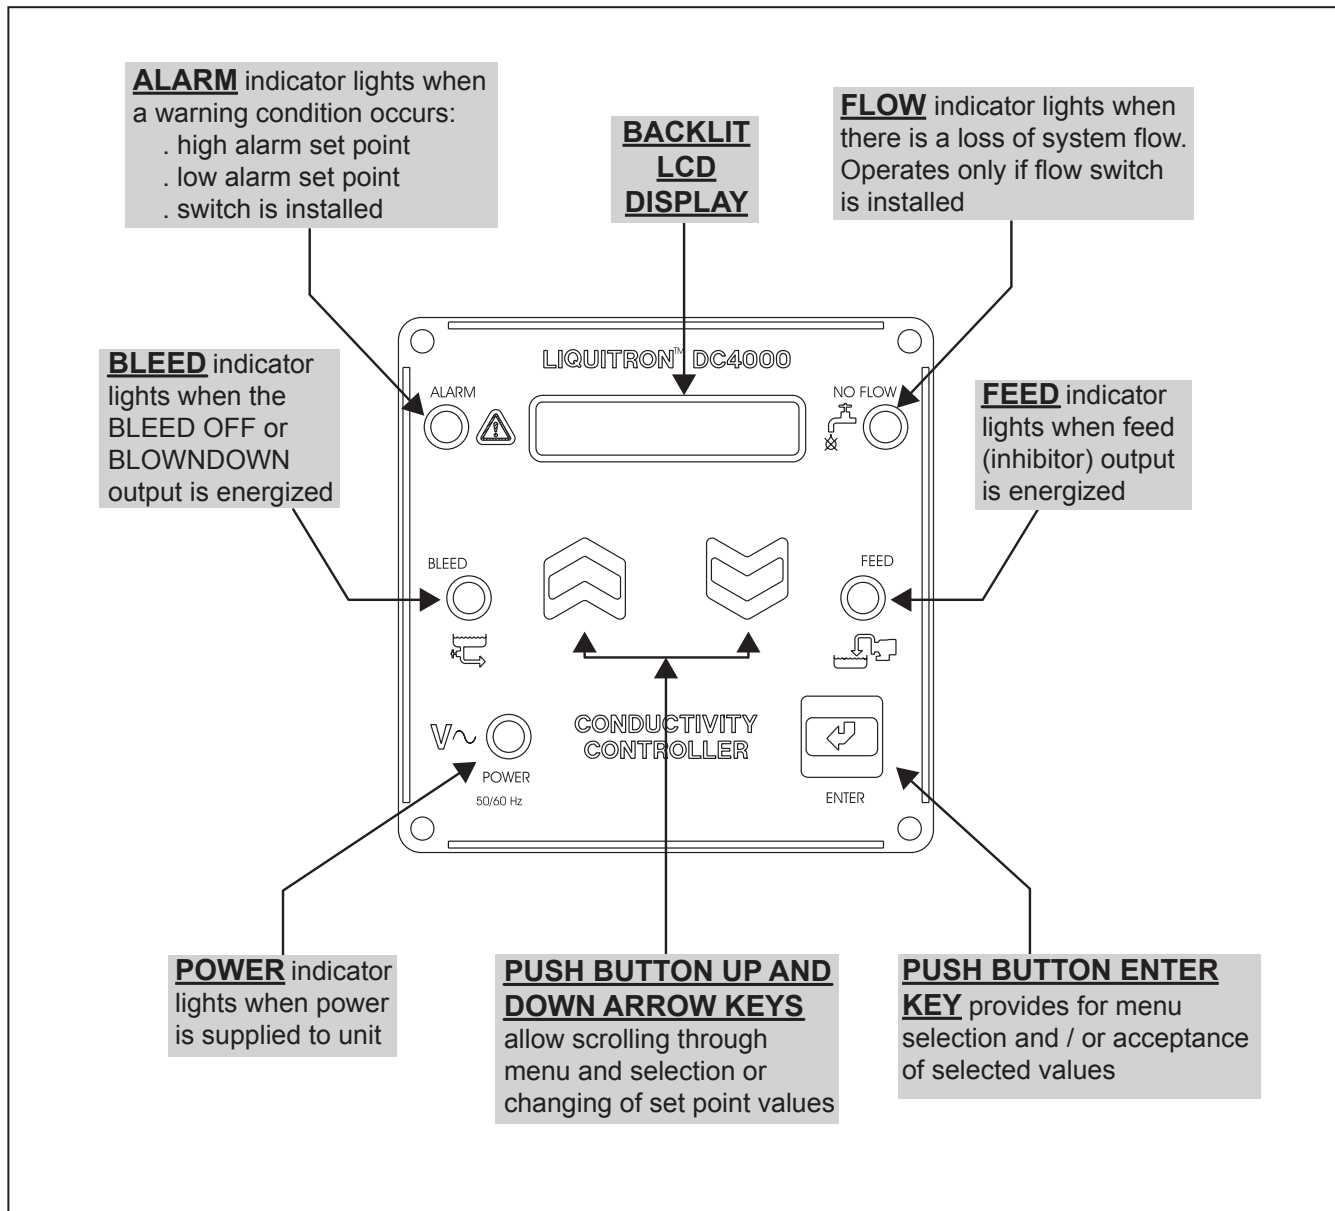 ALARM indicator lights when
a warning condition occurs:
. high alarm set point
. low alarm set point
. switch is installed
BACKLIT
LCD
DISPLAY
FLOW indicator lights when
there is a loss of system flow.
Operates only if flow switch
is installed
BLEED indicator
lights when the
BLEED OFF or
BLOWNDOWN
output is energized
LIQUITRON™ DC4000
ALARM
NO FLOW
FEED indicator
lights when feed
(inhibitor) output
is energized
BLEED
FEED
V~
POWER
50/60 Hz
CONDUCTIVITY
CONTROLLER
ENTER
POWER indicator
lights when power
is supplied to unit
PUSH BUTTON UP AND
DOWN ARROW KEYS
allow scrolling through
menu and selection or
changing of set point values
PUSH BUTTON ENTER
KEY provides for menu
selection and / or acceptance
of selected values